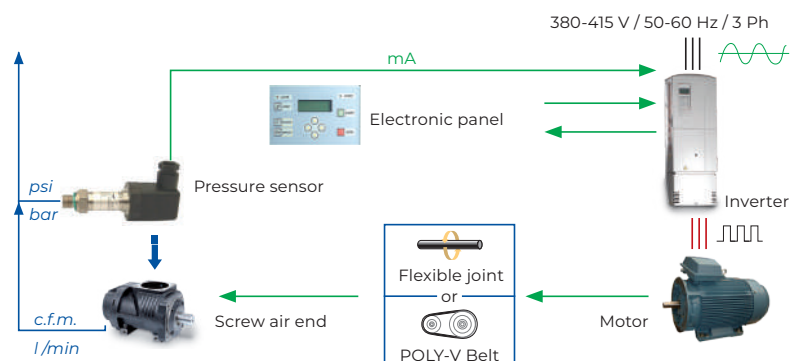 380-415 V / 50-60 Hz / 3 Ph
mA
Electronic panel
psi
bar
Pressure sensor
Inverter
Flexible joint
or
POLY-V Belt
c.f.m.
l /min
Screw air end
Motor